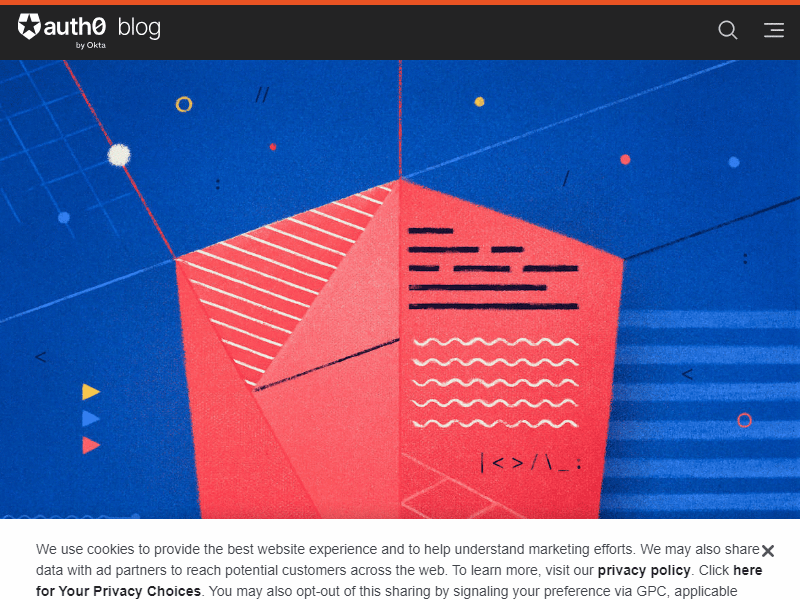 auth0 blog
by Okta
//
:
/
:
<
<
|<>/\_:
We use cookies to provide the best website experience and to help understand marketing efforts. We may also share
data with ad partners to reach potential customers across the web. To learn more, visit our privacy policy. Click here
for Your Privacy Choices. You may also opt-out of this sharing by signaling your preference via GPC, applicable